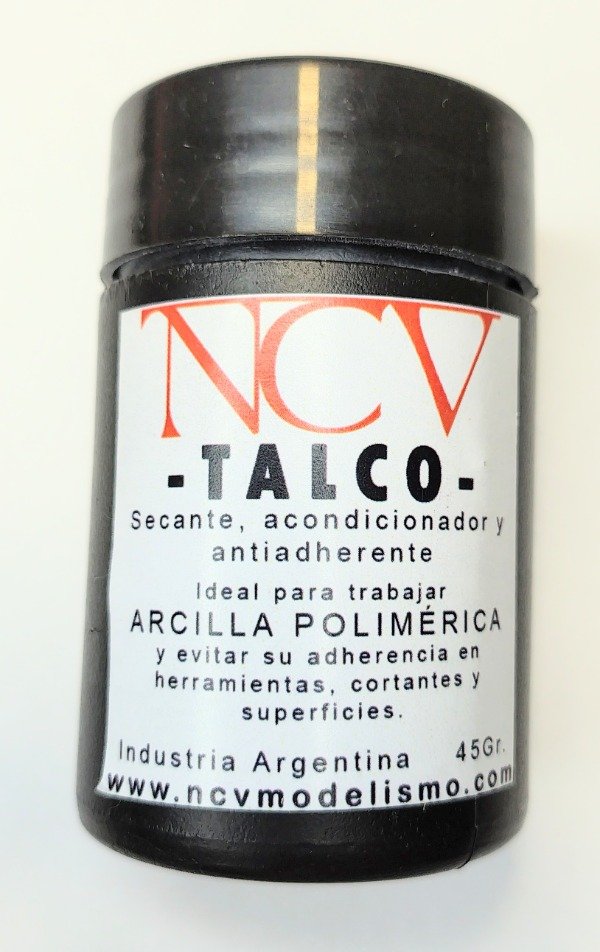 NCV
-TALCO-
Secante, acondicionador y
antiadherente
Ideal para trabajar
ARCILLA POLIMÉRICA
y evitar su adherencia en
herramientas, cortantes y
superficies.
Industria Argentina 45Gr.
www.ncvmodelismo.com